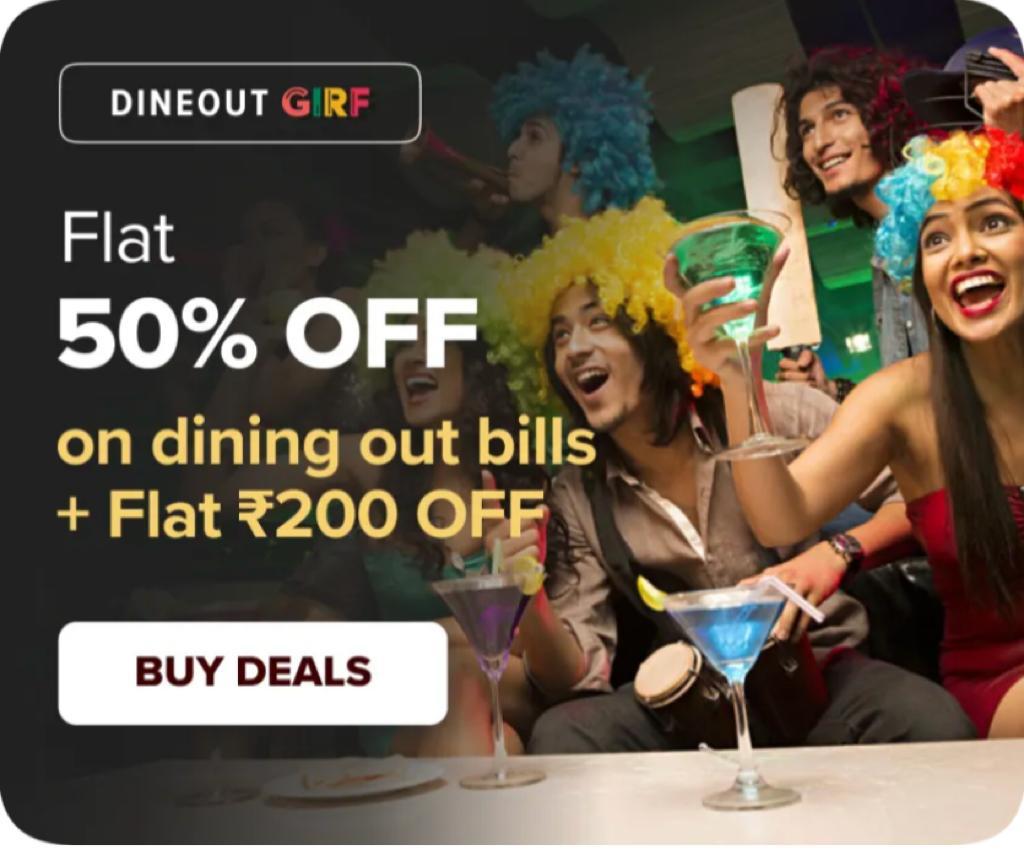 DINEOUT GIRF
Flat
50% OFF
on dining out bills
+ Flat ₹200 OFF
BUY DEALS